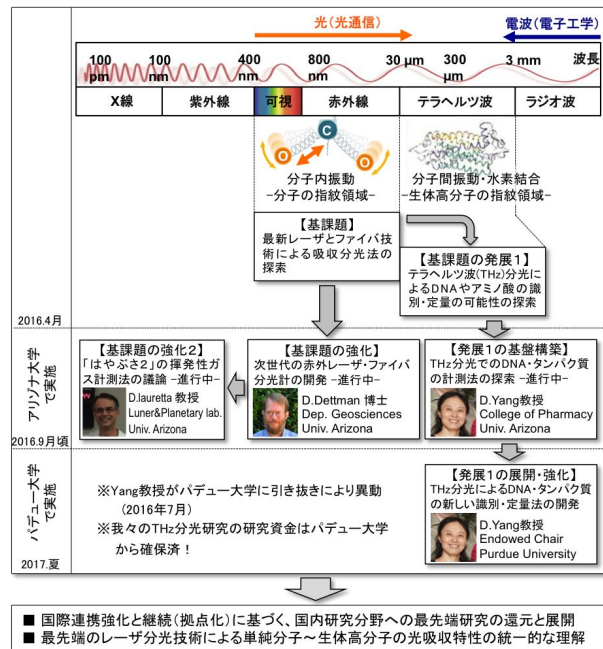 光(光通信)
電波(電子工学)
100 pm
100 nm
400 nm
800 nm
30 μm
300 μm
3 mm
波長
X線
紫外線
可視
赤外線
テラヘルツ波
ラジオ波
C
O
O
分子内振動
-分子の指紋領域-
分子間振動・水素結合
-生体高分子の指紋領域-
【基課題】
最新レーザとファイバ技
術による吸収分光法の
探索
【基課題の発展1】
テラヘルツ波(THz)分光に
よるDNAやアミノ酸の識
別・定量の可能性の探索
2016.4月
アリゾナ大学
で実施
【基課題の強化2】
「はやぶさ2」の揮発性ガ
ス計測法の議論 -進行中-
D.lauretta 教授
Luner&Planetary lab.
Univ. Arizona
【基課題の強化】
次世代の赤外レーザ・ファイバ
分光計の開発 -進行中-
D.Dettman 博士
Dep. Geosciences
Univ. Arizona
【発展1の基盤構築】
THz分光でのDNA・タンパク質
の計測法の探索 -進行中-
D.Yang教授
College of Pharmacy
Univ. Arizona
2016.9月頃
パデュー大学
で実施
※Yang教授がパデュー大学に引き抜きにより異動
(2016年7月)
※我々のTHz分光研究の研究資金はパデュー大学
から確保済！
【発展1の展開・強化】
THz分光によるDNA・タンパク質
の新しい識別・定量法の開発
D.Yang教授
Endowed Chair
Purdue University
2017.夏
■ 国際連携強化と継続(拠点化)に基づく、国内研究分野への最先端研究の還元と展開
■ 最先端のレーザ分光技術による単純分子～生体高分子の光吸収特性の統一的な理解